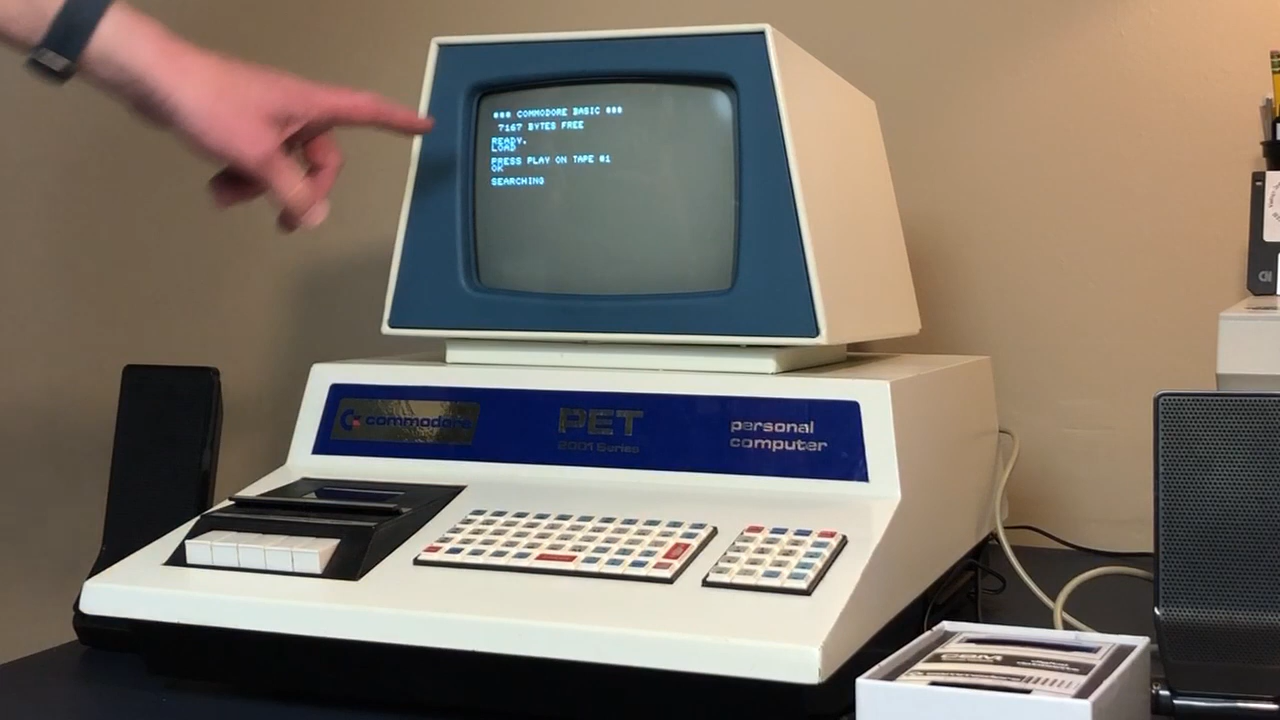 *** COMMODORE BASIC ***
7167 BYTES FREE
READY.
LOAD
PRESS PLAY ON TAPE #1
OK
SEARCHING
commodore
PET
2001 Series
personal
computer
CBM